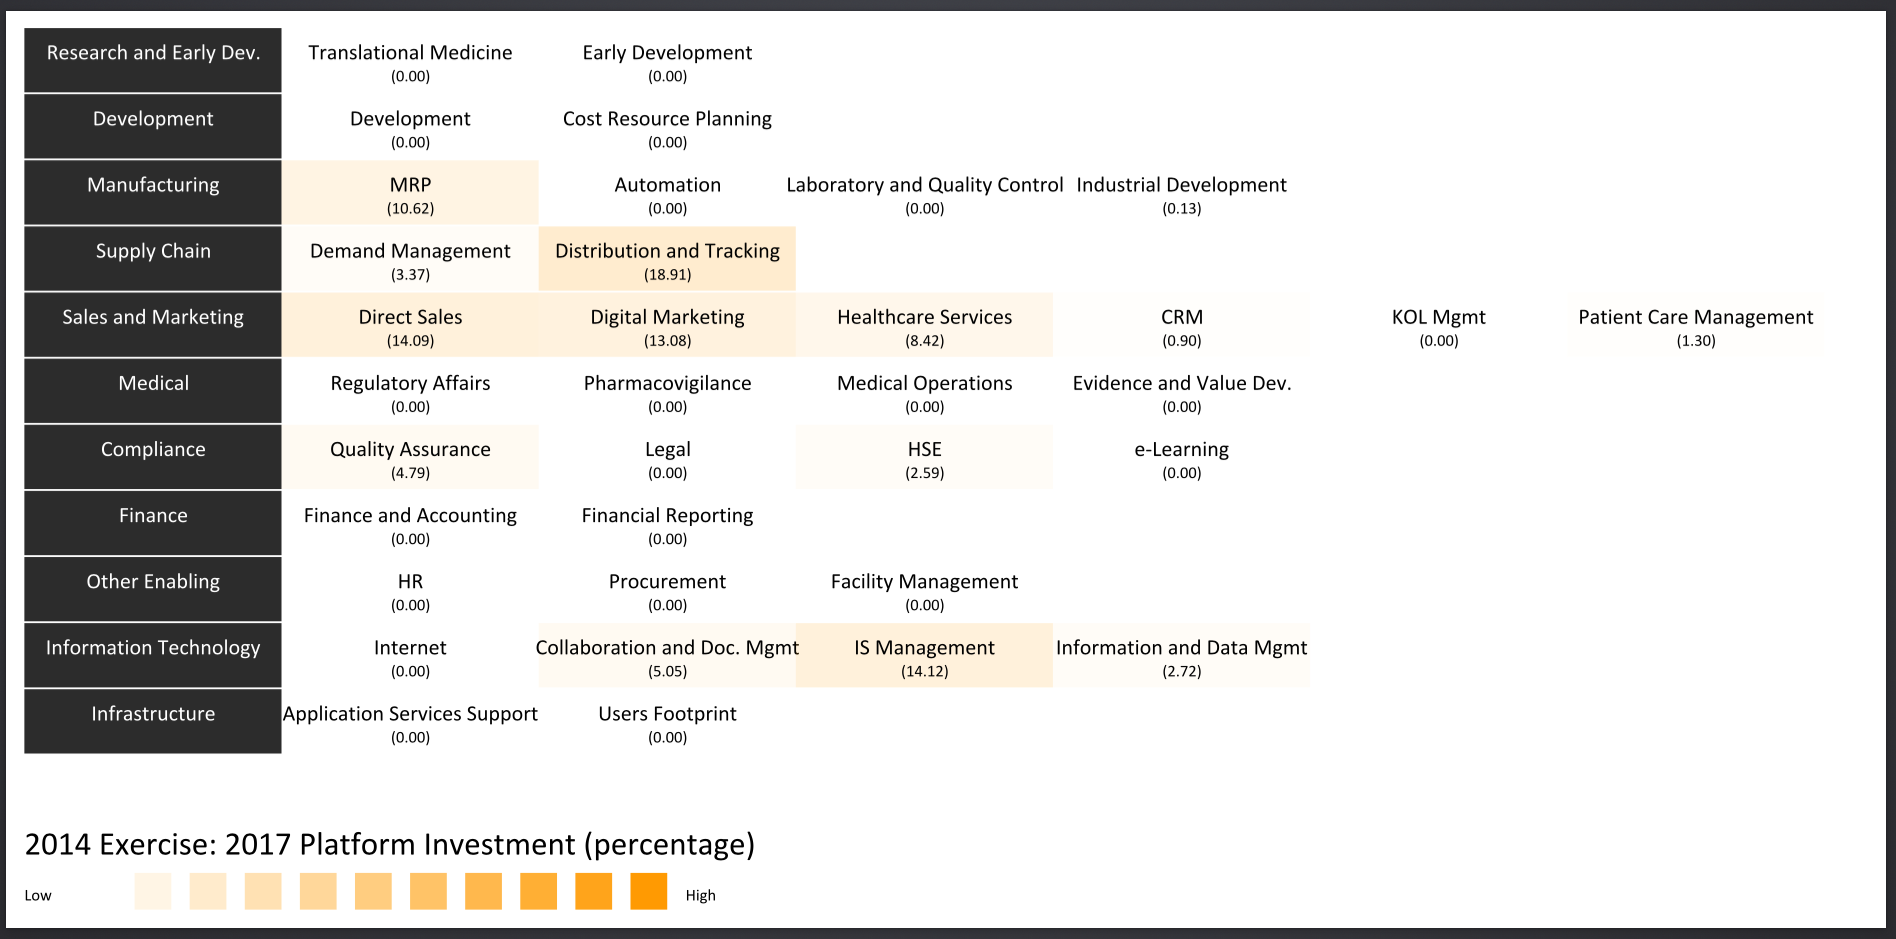 Research and Early Dev.
Translational Medicine
(0.00)
Early Development
(0.00)
Development
Development
(0.00)
Cost Resource Planning
(0.00)
Manufacturing
MRP
(10.62)
Automation
(0.00)
Laboratory and Quality Control
(0.00)
Industrial Development
(0.13)
Supply Chain
Demand Management
(3.37)
Distribution and Tracking
(18.91)
Sales and Marketing
Direct Sales
(14.09)
Digital Marketing
(13.08)
Healthcare Services
(8.42)
CRM
(0.90)
KOL Mgmt
(0.00)
Patient Care Management
(1.30)
Medical
Regulatory Affairs
(0.00)
Pharmacovigilance
(0.00)
Medical Operations
(0.00)
Evidence and Value Dev.
(0.00)
Compliance
Quality Assurance
(4.79)
Legal
(0.00)
HSE
(2.59)
e-Learning
(0.00)
Finance
Finance and Accounting
(0.00)
Financial Reporting
(0.00)
Other Enabling
HR
(0.00)
Procurement
(0.00)
Facility Management
(0.00)
Information Technology
Internet
(0.00)
Collaboration and Doc. Mgmt
(5.05)
IS Management
(14.12)
Information and Data Mgmt
(2.72)
Infrastructure
Application Services Support
(0.00)
Users Footprint
(0.00)
2014 Exercise: 2017 Platform Investment (percentage)
Low
High